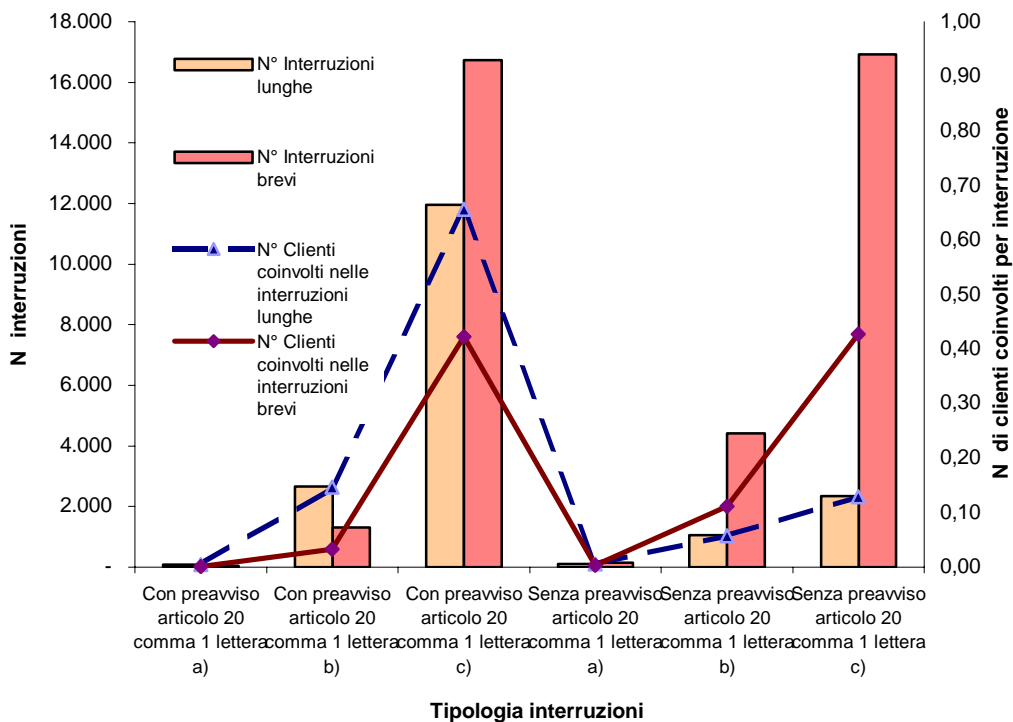 18.000
16.000
14.000
12.000
10.000
8.000
6.000
4.000
2.000
-
N interruzioni
N° Interruzioni
lunghe
N° Interruzioni
brevi
N° Clienti
coinvolti nelle
interruzioni
lunghe
N° Clienti
coinvolti nelle
interruzioni
brevi
1,00
0,90
0,80
0,70
0,60
0,50
0,40
0,30
0,20
0,10
0,00
N di clienti coinvolti per interruzione
Con preavviso
articolo 20
comma 1 lettera
a)
Con preavviso
articolo 20
comma 1 lettera
b)
Con preavviso
articolo 20
comma 1 lettera
c)
Senza preavviso
articolo 20
comma 1 lettera
a)
Senza preavviso
articolo 20
comma 1 lettera
b)
Senza preavviso
articolo 20
comma 1 lettera
c)
Tipologia interruzioni